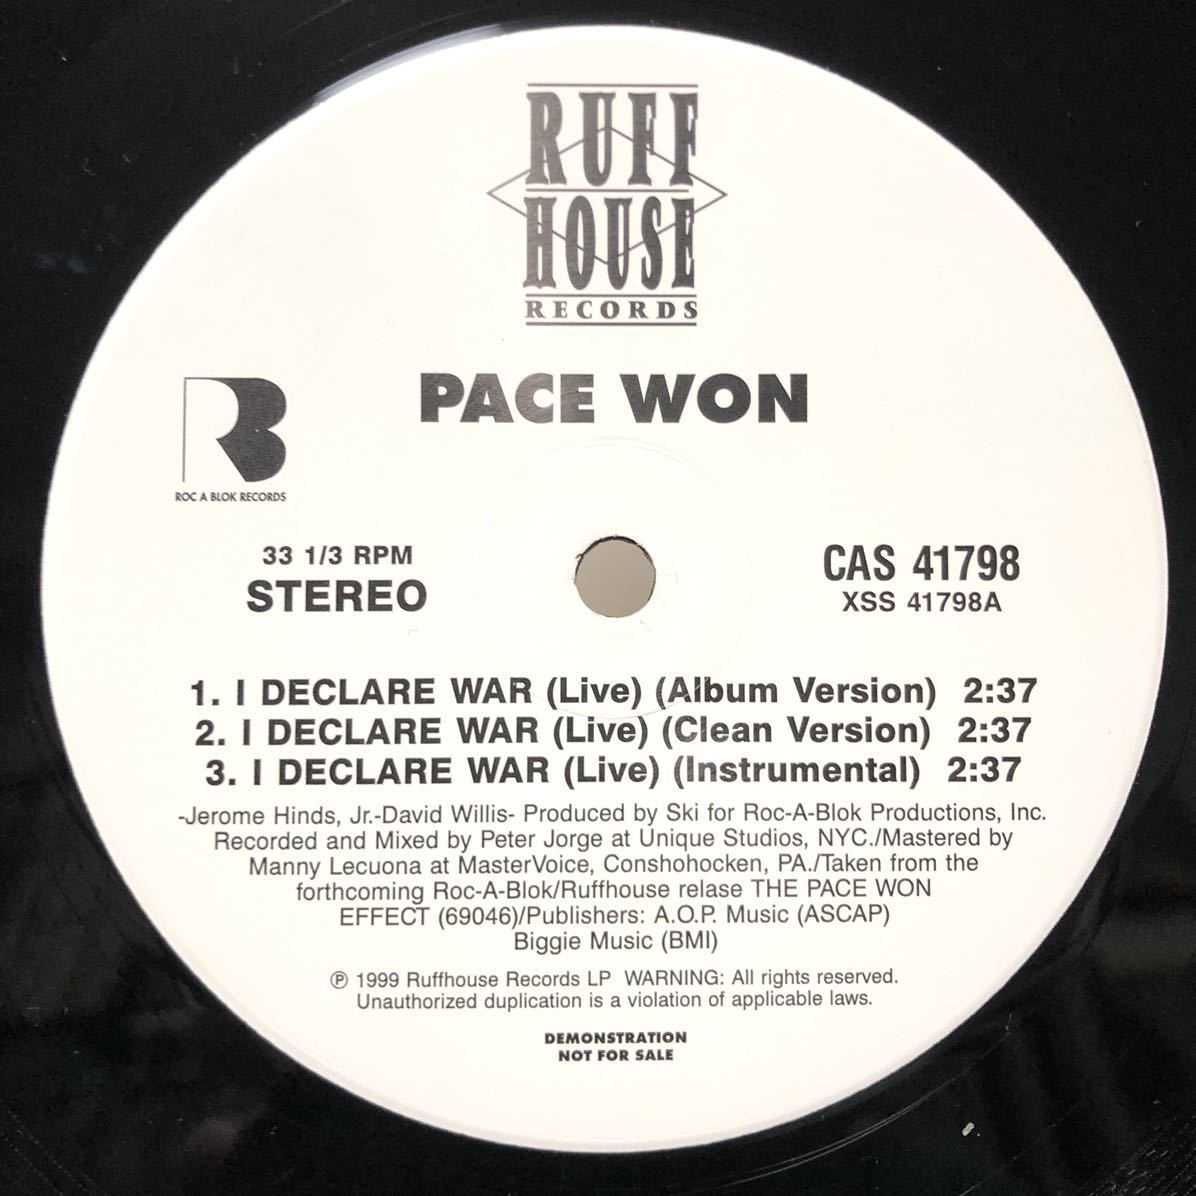 RUFF
HOUSE
RECORDS
PACE WON
RB
ROC A BLOK RECORDS
33 1/3 RPM
STEREO
CAS 41798
XSS 41798A
1. I DECLARE WAR (Live) (Album Version) 2:37
2. I DECLARE WAR (Live) (Clean Version) 2:37
3. I DECLARE WAR (Live) (Instrumental) 2:37
-Jerome Hinds, Jr.-David Willis- Produced by Ski for Roc-A-Blok Productions, Inc.
Recorded and Mixed by Peter Jorge at Unique Studios, NYC./Mastered by
Manny Lecuona at MasterVoice, Conshohocken, PA./Taken from the
forthcoming Roc-A-Blok/Ruffhouse relase THE PACE WON
EFFECT (69046)/Publishers: A.O.P. Music (ASCAP)
Biggie Music (BMI)
℗ 1999 Ruffhouse Records LP WARNING: All rights reserved.
Unauthorized duplication is a violation of applicable laws.
DEMONSTRATION
NOT FOR SALE